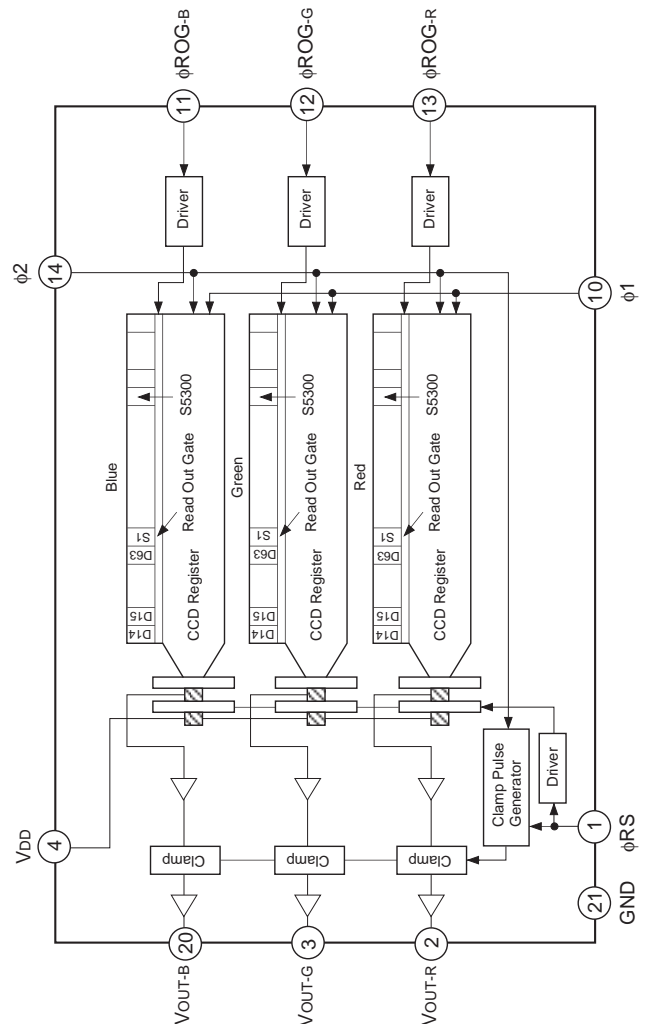 φROG-B
φROG-G
φROG-R
11
12
13
Driver
Driver
Driver
φ2
14
10
φ1
Blue
D14
D15
D63
S1
S5300
Read Out Gate
CCD Register
Green
D14
D15
D63
S1
S5300
Read Out Gate
CCD Register
Red
D14
D15
D63
S1
S5300
Read Out Gate
CCD Register
VDD
4
Clamp
Clamp
Clamp
Clamp Pulse
Generator
Driver
1
φRS
21
GND
20
3
2
VOUT-B
VOUT-G
VOUT-R